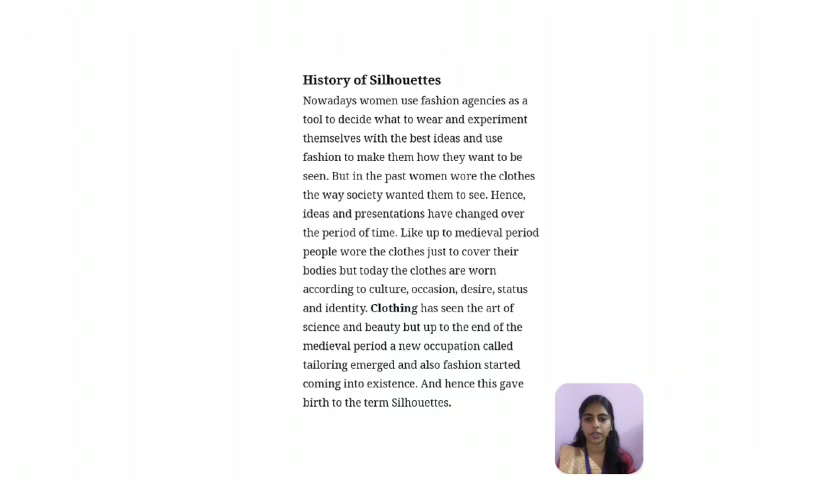 History of Silhouettes
Nowadays women use fashion agencies as a
tool to decide what to wear and experiment
themselves with the best ideas and use
fashion to make them how they want to be
seen. But in the past women wore the clothes
the way society wanted them to see. Hence,
ideas and presentations have changed over
the period of time. Like up to medieval period
people wore the clothes just to cover their
bodies but today the clothes are worn
according to culture, occasion, desire, status
and identity. Clothing has seen the art of
science and beauty but up to the end of the
medieval period a new occupation called
tailoring emerged and also fashion started
coming into existence. And hence this gave
birth to the term Silhouettes.